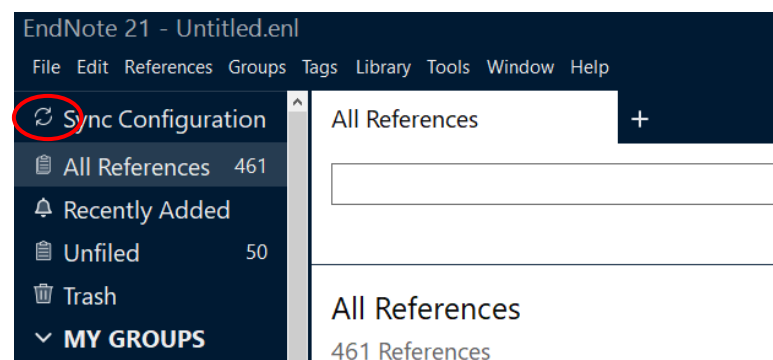 EndNote 21 - Untitled.enl
File Edit References Groups Tags Library Tools Window Help
Sync Configuration
All References 461
Recently Added
Unfiled 50
Trash
MY GROUPS
All References +
All References
461 References